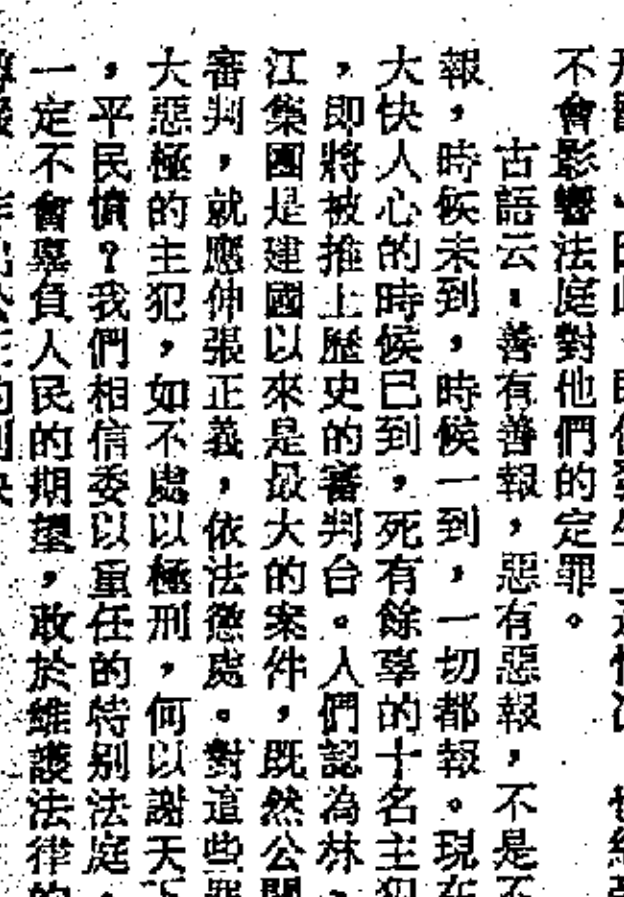 不會影響法庭對他們的定罪。
古語云：善有善報，惡有惡報，不是不
報，時候未到，時候一到，一切都報。現在
大快人心的時候已到，死有餘辜的十名主犯
，即將被推上歷史的審判台。人們認為林、
江集團是建國以來是最大的案件，既然公開
審判，就應伸張正義，依法懲處。對這些罪
大惡極的主犯，如不處以極刑，何以謝天下
，平民憤？我們相信委以重任的特别法庭，
一定不會辜負人民的期望，敢於維護法律的